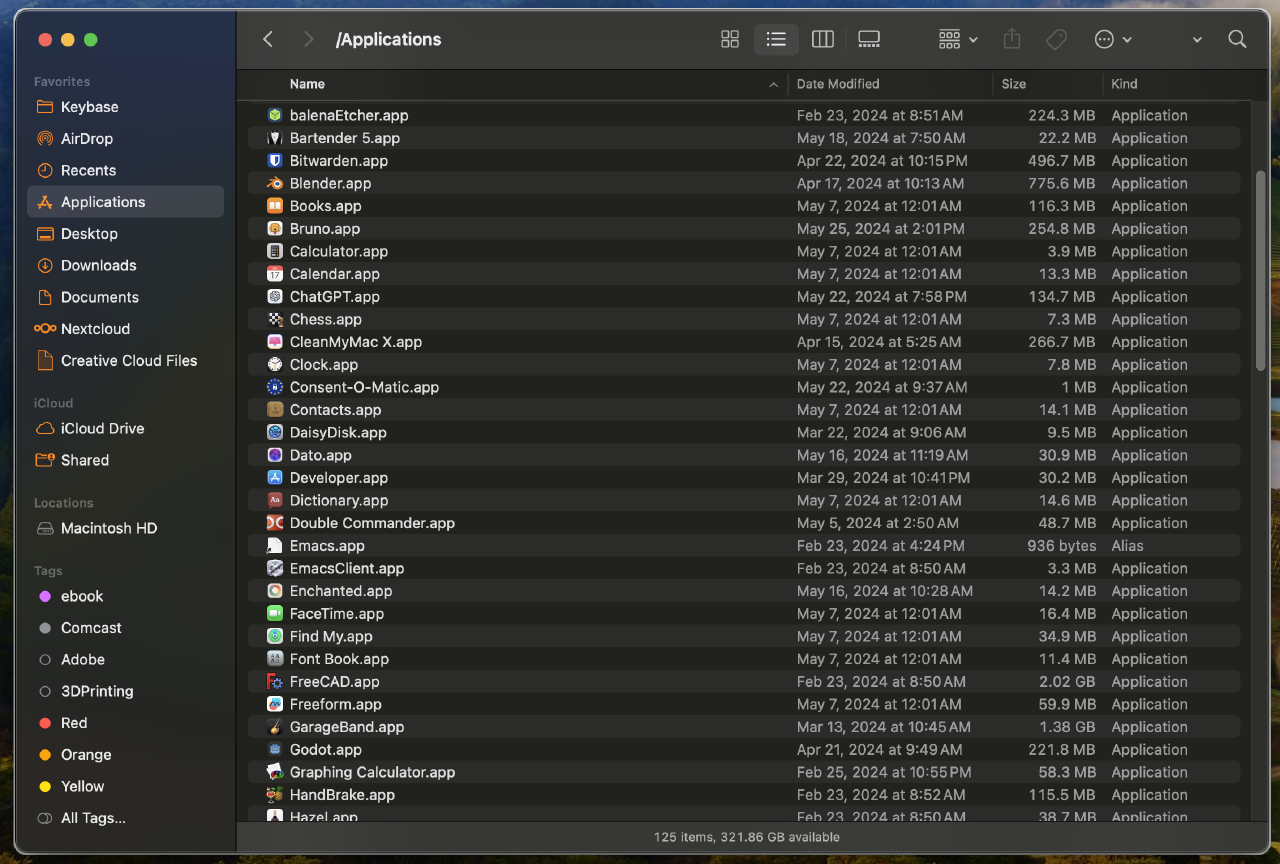 /Applications
Favorites
Keybase
AirDrop
Recents
Applications
Desktop
Downloads
Documents
Nextcloud
Creative Cloud Files
iCloud
iCloud Drive
Shared
Locations
Macintosh HD
Tags
ebook
Comcast
Adobe
3DPrinting
Red
Orange
Yellow
All Tags...
Name Date Modified Size Kind
balenaEtcher.app Feb 23, 2024 at 8:51 AM 224.3 MB Application
Bartender 5.app May 18, 2024 at 7:50 AM 22.2 MB Application
Bitwarden.app Apr 22, 2024 at 10:15 PM 496.7 MB Application
Blender.app Apr 17, 2024 at 10:13 AM 775.6 MB Application
Books.app May 7, 2024 at 12:01 AM 116.3 MB Application
Bruno.app May 25, 2024 at 2:01 PM 254.8 MB Application
Calculator.app May 7, 2024 at 12:01 AM 3.9 MB Application
Calendar.app May 7, 2024 at 12:01 AM 13.3 MB Application
ChatGPT.app May 22, 2024 at 7:58 PM 134.7 MB Application
Chess.app May 7, 2024 at 12:01 AM 7.3 MB Application
CleanMyMac X.app Apr 15, 2024 at 5:25 AM 266.7 MB Application
Clock.app May 7, 2024 at 12:01 AM 7.8 MB Application
Consent-O-Matic.app May 22, 2024 at 9:37 AM 1 MB Application
Contacts.app May 7, 2024 at 12:01 AM 14.1 MB Application
DaisyDisk.app Mar 22, 2024 at 9:06 AM 9.5 MB Application
Dato.app May 16, 2024 at 11:19 AM 30.9 MB Application
Developer.app Mar 29, 2024 at 10:41 PM 30.2 MB Application
Dictionary.app May 7, 2024 at 12:01 AM 14.6 MB Application
Double Commander.app May 5, 2024 at 2:50 AM 48.7 MB Application
Emacs.app Feb 23, 2024 at 4:24 PM 936 bytes Alias
EmacsClient.app Feb 23, 2024 at 8:50 AM 3.3 MB Application
Enchanted.app May 16, 2024 at 10:28 AM 14.2 MB Application
FaceTime.app May 7, 2024 at 12:01 AM 16.4 MB Application
Find My.app May 7, 2024 at 12:01 AM 34.9 MB Application
Font Book.app May 7, 2024 at 12:01 AM 11.4 MB Application
FreeCAD.app Feb 23, 2024 at 8:50 AM 2.02 GB Application
Freeform.app May 7, 2024 at 12:01 AM 59.9 MB Application
GarageBand.app Mar 13, 2024 at 10:45 AM 1.38 GB Application
Godot.app Apr 21, 2024 at 9:49 AM 221.8 MB Application
Graphing Calculator.app Feb 25, 2024 at 10:55 PM 58.3 MB Application
HandBrake.app Feb 23, 2024 at 8:52 AM 115.5 MB Application
Hazel.app Feb 23, 2024 at 8:50 AM 38.7 MB Application
125 items, 321.86 GB available